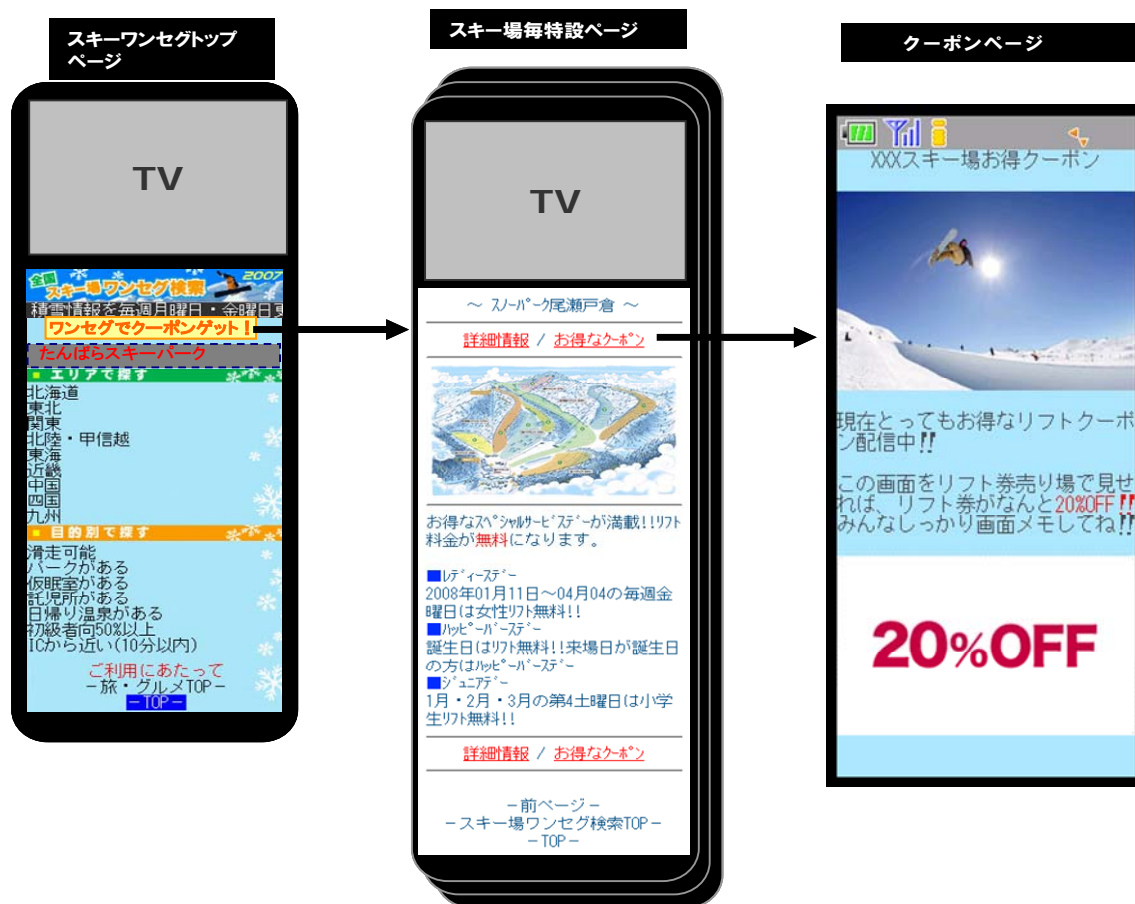 スキーワンセグトップ
ページ
TV
全国
スキー場ワンセグ検索
2007
積雪情報を毎週月曜日・金曜日更
ワンセグでクーポンゲット!
たんばらスキーパーク
■ エリアで探す
北海道
東北
関東
北陸・甲信越
東海
近畿
中国
四国
九州
■ 目的別で探す
滑走可能
パークがある
仮眠室がある
託児所がある
日帰り温泉がある
初級者向50%以上
ICから近い(10分以内)
ご利用にあたって
-旅・グルメTOP-
-TOP-
スキー場毎特設ページ
TV
~ スノーパーク尾瀬戸倉 ~
詳細情報 / お得なクーポン
お得なスペシャルサービスデーが満載!!リフト
料金が無料になります。
■レディースデー
2008年01月11日~04月04の毎週金
曜日は女性リフト無料!!
■ハッピーバースデー
誕生日はリフト無料!!来場日が誕生日
の方はハッピーバースデー
■ジュニアデー
1月・2月・3月の第4土曜日は小学
生リフト無料!!
詳細情報 / お得なクーポン
-前ページ-
-スキー場ワンセグ検索TOP-
-TOP-
クーポンページ
XXXスキー場お得クーポン
現在とってもお得なリフトクーポ
ン配信中!!
この画面をリフト券売り場で見せ
れば、リフト券がなんと20%OFF!!
みんなしっかり画面メモしてね!!
20%OFF